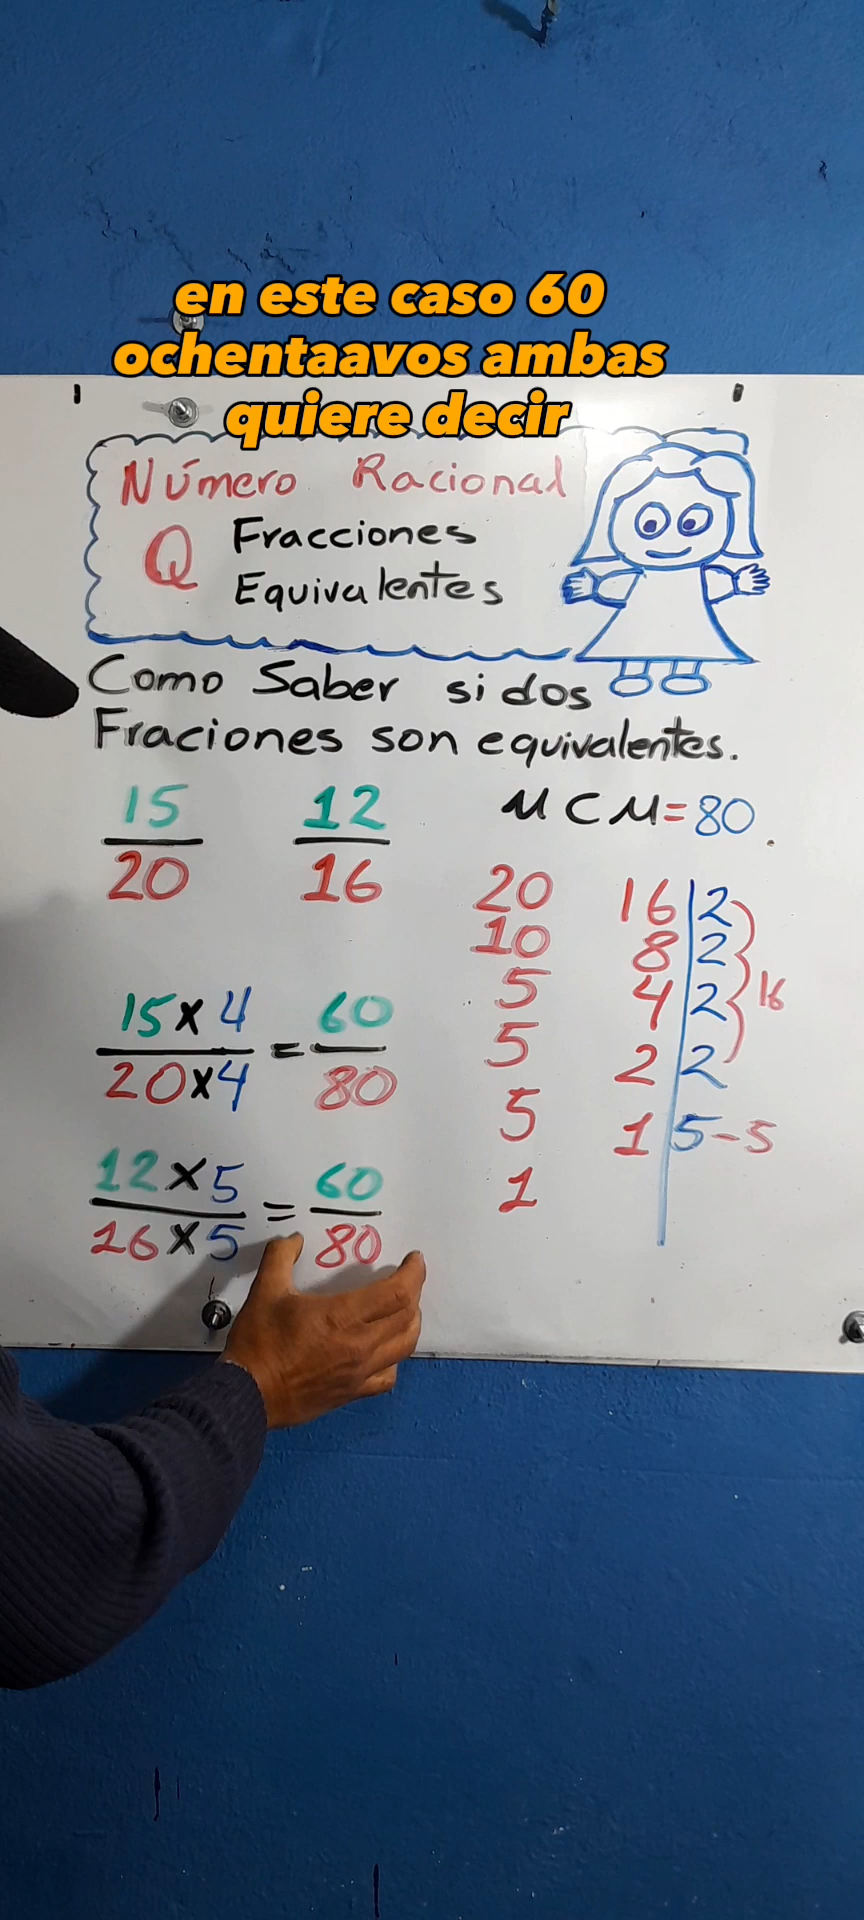 en este caso 60
ochentaavos ambas
quiere decir
Número Racional
Q Fracciones
Equivalentes
Como Saber si dos
Fraciones son equivalentes.
15/20 12/16
MCM=80
20 16|2
10 8|2
5 4|2
5 2|2
5 1|5-5
1
16
15x4/20x4 = 60/80
12x5/16x5 = 60/80